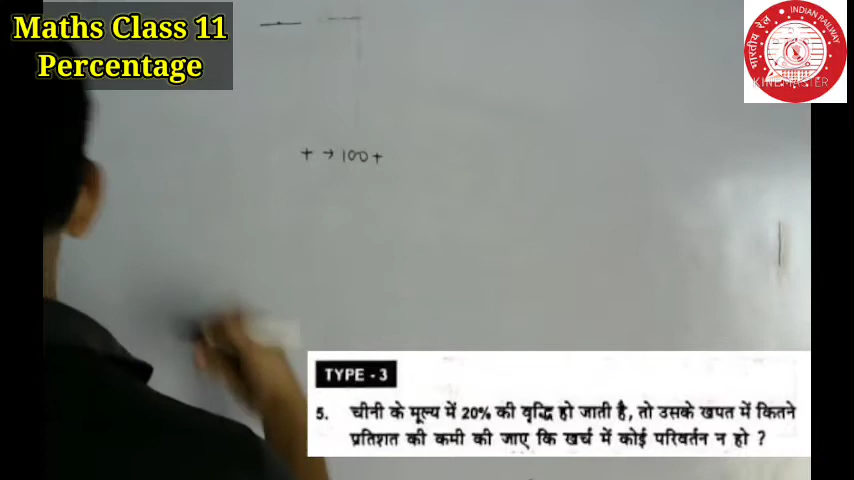 Maths Class 11
Percentage
भारतीय रेल • INDIAN RAILWAY
KINEMASTER
+ → 100 +
TYPE - 3
5. चीनी के मूल्य में 20% की वृद्धि हो जाती है, तो उसके खपत में कितने
प्रतिशत की कमी की जाए कि खर्च में कोई परिवर्तन न हो ?